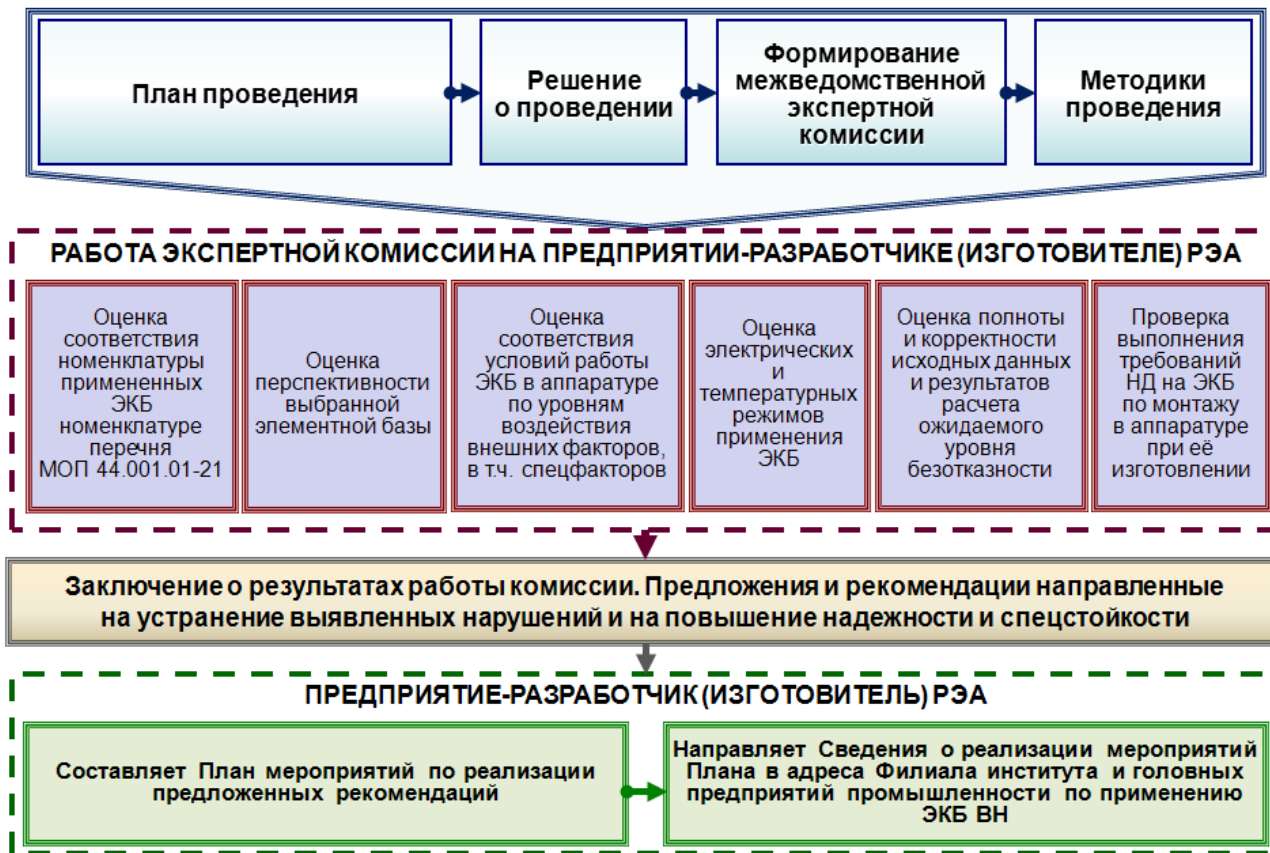 План проведения
Решение
о проведении
Формирование
межведомственной
экспертной
комиссии
Методики
проведения
РАБОТА ЭКСПЕРТНОЙ КОМИССИИ НА ПРЕДПРИЯТИИ-РАЗРАБОТЧИКЕ (ИЗГОТОВИТЕЛЕ) РЭА
Оценка
соответствия
номенклатуры
примененных
ЭКБ
номенклатуре
перечня
МОП 44.001.01-21
Оценка
перспективности
выбранной
элементной базы
Оценка
соответствия
условий работы
ЭКБ в аппаратуре
по уровням
воздействия
внешних факторов,
в т.ч. спецфакторов
Оценка
электрических
и
температурных
режимов
применения
ЭКБ
Оценка полноты
и корректности
исходных данных
и результатов
расчета
ожидаемого
уровня
безотказности
Проверка
выполнения
требований
НД на ЭКБ
по монтажу
в аппаратуре
при её
изготовлении
Заключение о результатах работы комиссии. Предложения и рекомендации направленные
на устранение выявленных нарушений и на повышение надежности и спецстойкости
ПРЕДПРИЯТИЕ-РАЗРАБОТЧИК (ИЗГОТОВИТЕЛЬ) РЭА
Составляет План мероприятий по реализации
предложенных рекомендаций
Направляет Сведения о реализации мероприятий
Плана в адреса Филиала института и головных
предприятий промышленности по применению
ЭКБ ВН